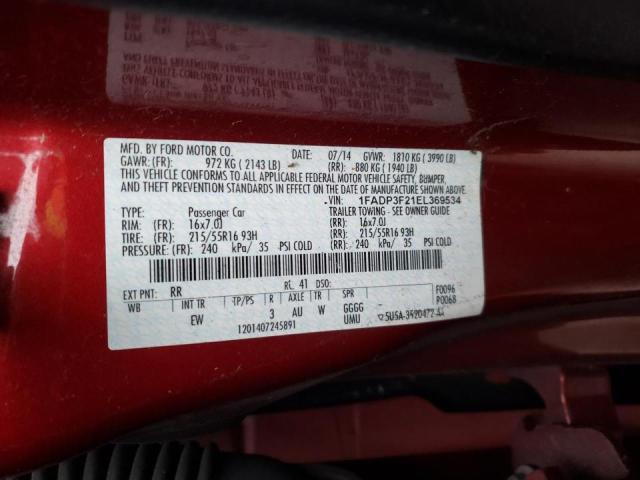 MFD. BY FORD MOTOR CO. DATE: 07/14 GVWR: 1810 KG ( 3990 LB)
GAWR: (FR): 972 KG ( 2143 LB) (RR): 880 KG ( 1940 LB)
THIS VEHICLE CONFORMS TO ALL APPLICABLE FEDERAL MOTOR VEHICLE SAFETY, BUMPER,
AND THEFT PREVENTION STANDARDS IN EFFECT ON THE DATE OF MANUFACTURE SHOWN ABOVE.
VIN: 1FADP3F21EL369534
TYPE: Passenger Car TRAILER TOWING - SEE OWNER GUIDE
RIM: (FR): 16x7.0J (RR): 16x7.0J
TIRE: (FR): 215/55R16 93H (RR): 215/55R16 93H
PRESSURE: (FR): 240 kPa/ 35 PSI COLD (RR): 240 kPa/ 35 PSI COLD
EXT PNT: RR RC: 41 DSO: F0096
WB INT TR TP/PS R AXLE TR SPR P0068
EW 3 AU W GGGG
1201407245891 UMU